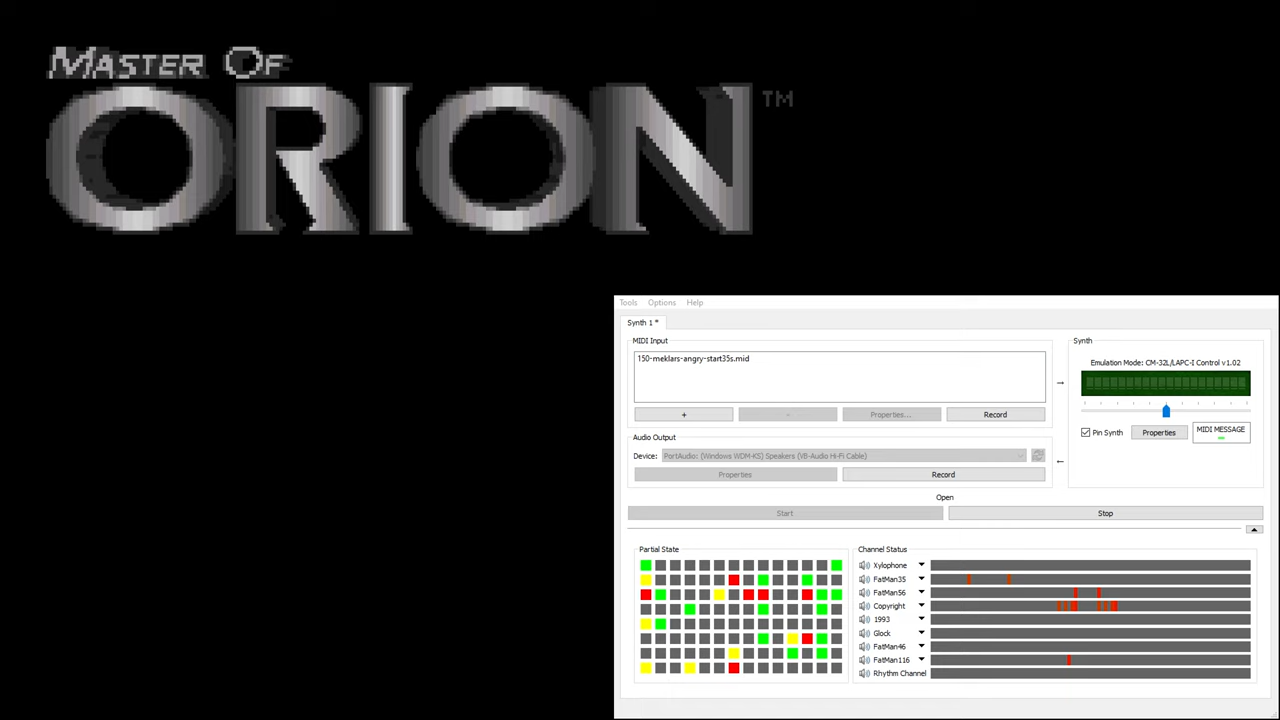 MASTER OF
ORION™
Tools Options Help
Synth 1 *
MIDI Input
150-meklars-angry-start35s.mid
+ - Properties... Record
Synth
Emulation Mode: CM-32L/LAPC-I Control v1.02
Pin Synth Properties MIDI MESSAGE
Audio Output
Device: PortAudio: (Windows WDM-KS) Speakers (VB-Audio Hi-Fi Cable)
Properties Record
Open
Start Stop
Partial State
Channel Status
Xylophone
FatMan35
FatMan56
Copyright
1993
Glock
FatMan46
FatMan116
Rhythm Channel